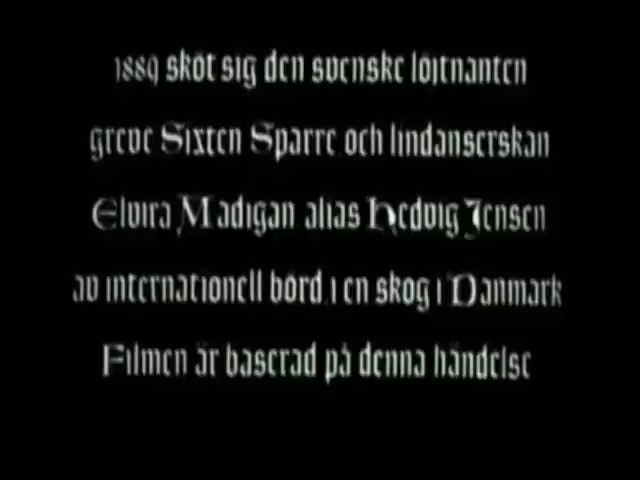 1889 sköt sig den svenske löjtnanten
greve Sixten Sparre och lindanserskan
Elvira Madigan alias Hedvig Jensen
av internationell börd i en skog i Danmark
Filmen är baserad på denna händelse